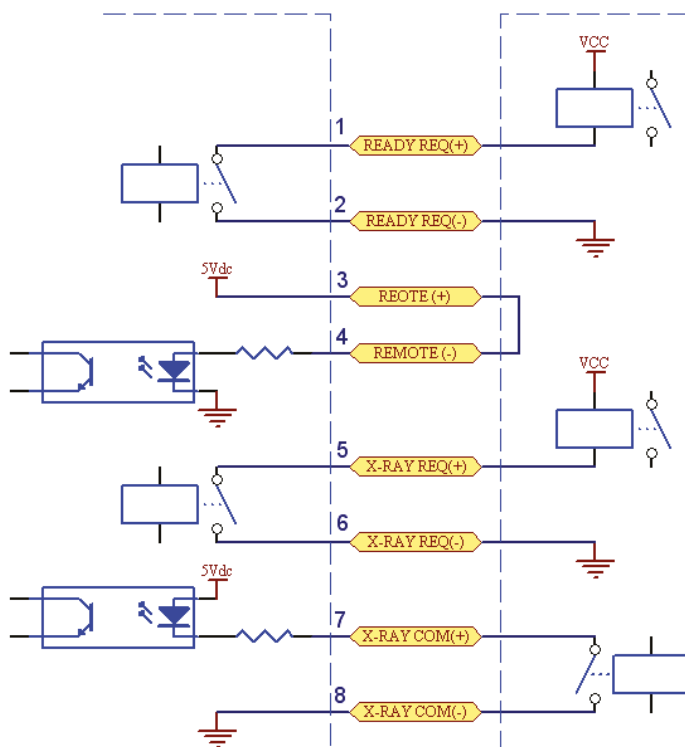 VCC
1
READY REQ(+)
2
READY REQ(-)
5Vdc
3
REOTE (+)
4
REMOTE (-)
VCC
5
X-RAY REQ(+)
6
X-RAY REQ(-)
5Vdc
7
X-RAY COM(+)
8
X-RAY COM(-)